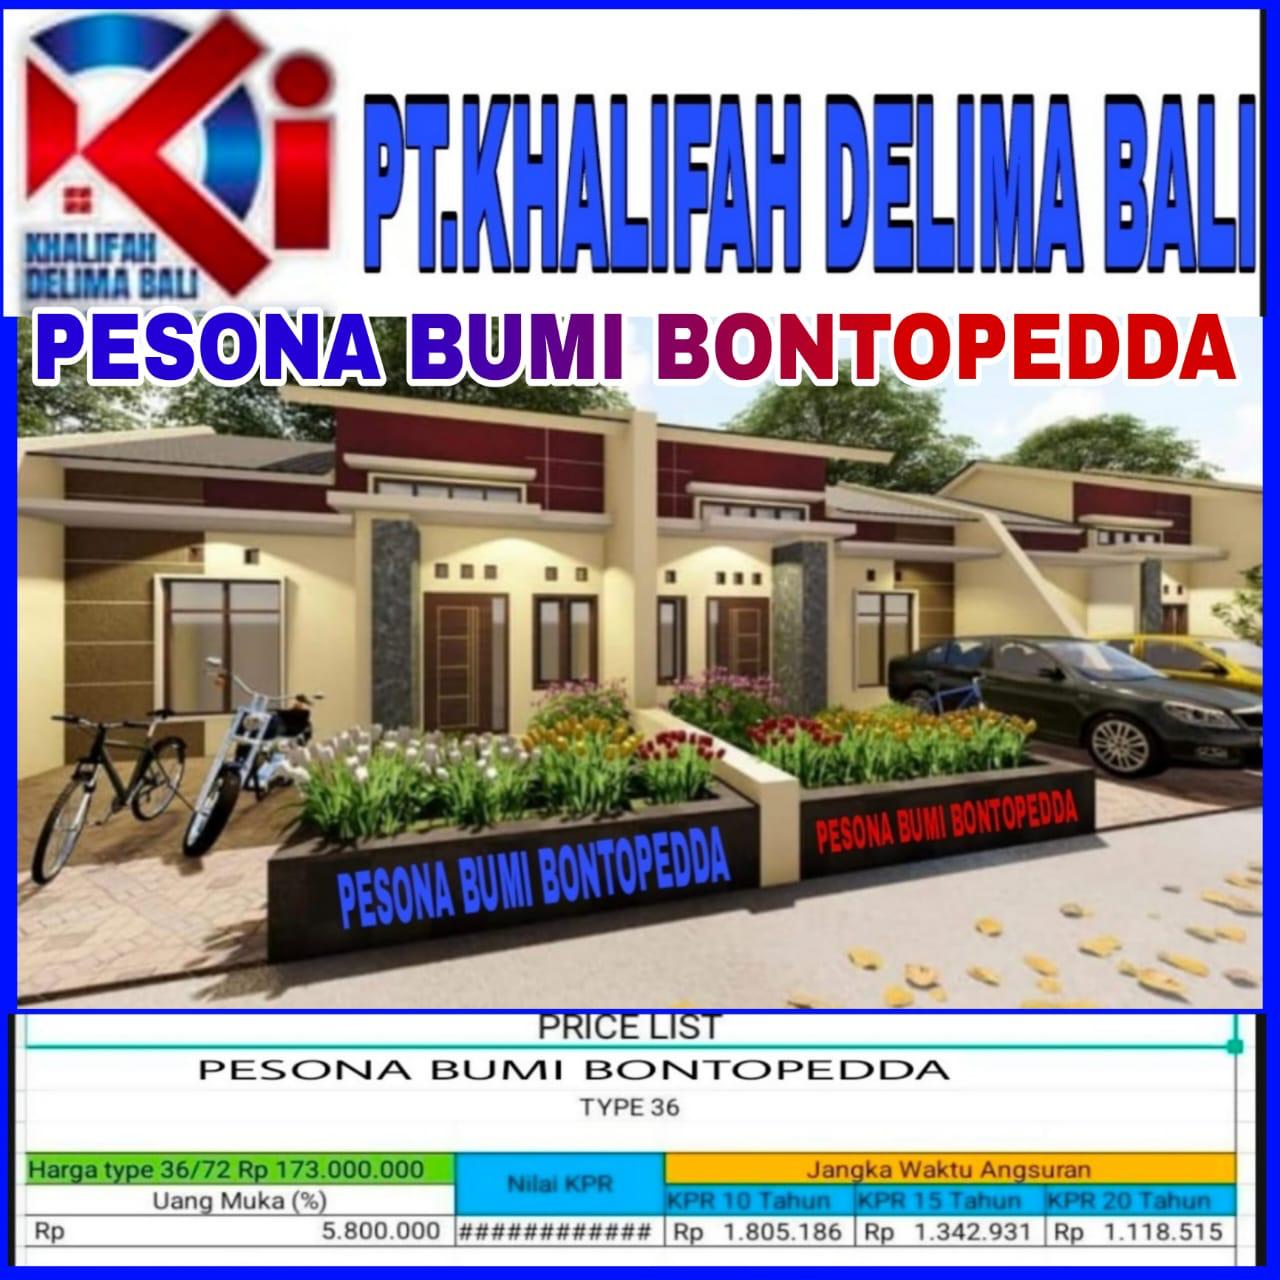 Ki
KHALIFAH
DELIMA BALI
PT.KHALIFAH DELIMA BALI
PESONA BUMI BONTOPEDDA
PESONA BUMI BONTOPEDDA
PESONA BUMI BONTOPEDDA
PRICE LIST
PESONA BUMI BONTOPEDDA
TYPE 36
Harga type 36/72 Rp 173.000.000 Nilai KPR Jangka Waktu Angsuran
Uang Muka (%) KPR 10 Tahun KPR 15 Tahun KPR 20 Tahun
Rp 5.800.000 ############ Rp 1.805.186 Rp 1.342.931 Rp 1.118.515